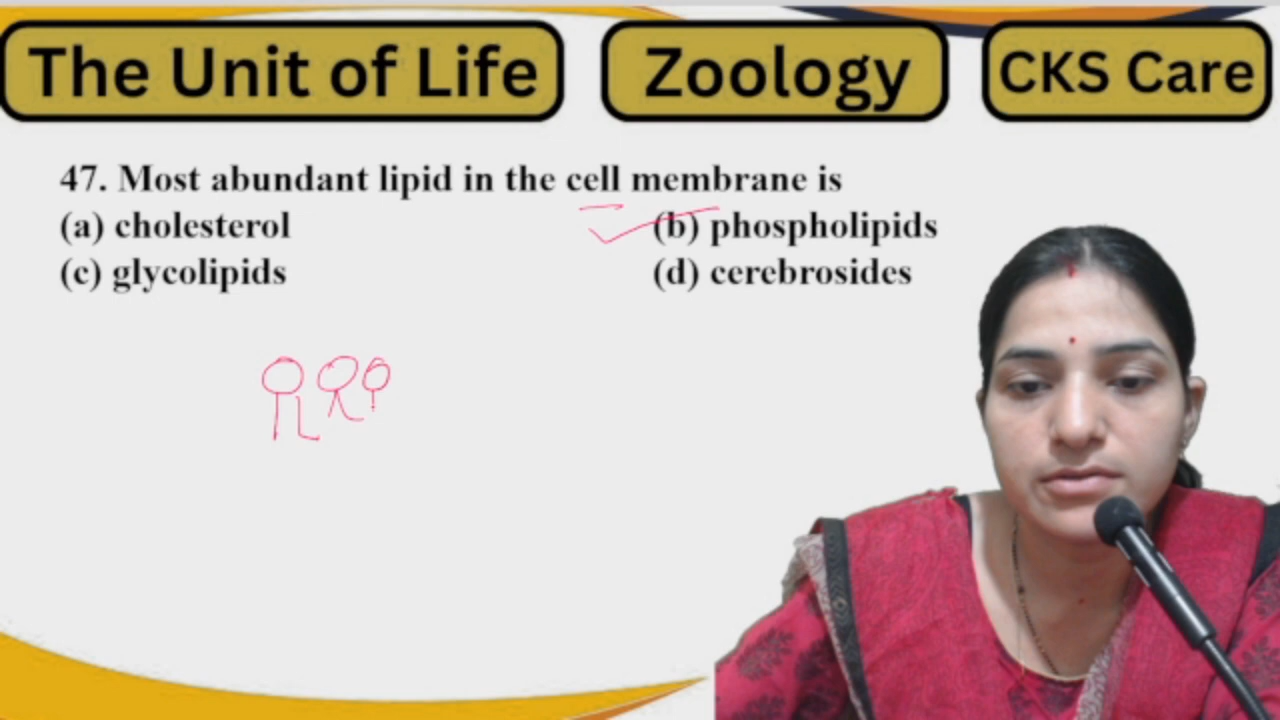 The Unit of Life Zoology CKS Care
47. Most abundant lipid in the cell membrane is
(a) cholesterol (b) phospholipids
(c) glycolipids (d) cerebrosides